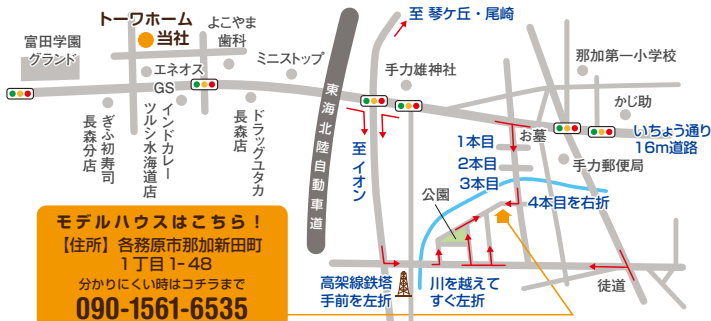 トーワホーム
当社
よこやま
歯科
至 琴ケ丘・尾崎
富田学園
グランド
ミニストップ
手力雄神社
那加第一小学校
エネオス
GS
かじ助
ぎふ初寿司
長森分店
インドカレー
ツルシ水海道店
ドラッグユタカ
長森店
東海北陸自動車道
至 イオン
お墓
いちょう通り
16m道路
1本目
2本目
3本目
手力郵便局
公園
4本目を右折
モデルハウスはこちら！
【住所】各務原市那加新田町
1丁目1-48
分かりにくい時はコチラまで
090-1561-6535
高架線鉄塔
手前を左折
川を越えて
すぐ左折
徒道